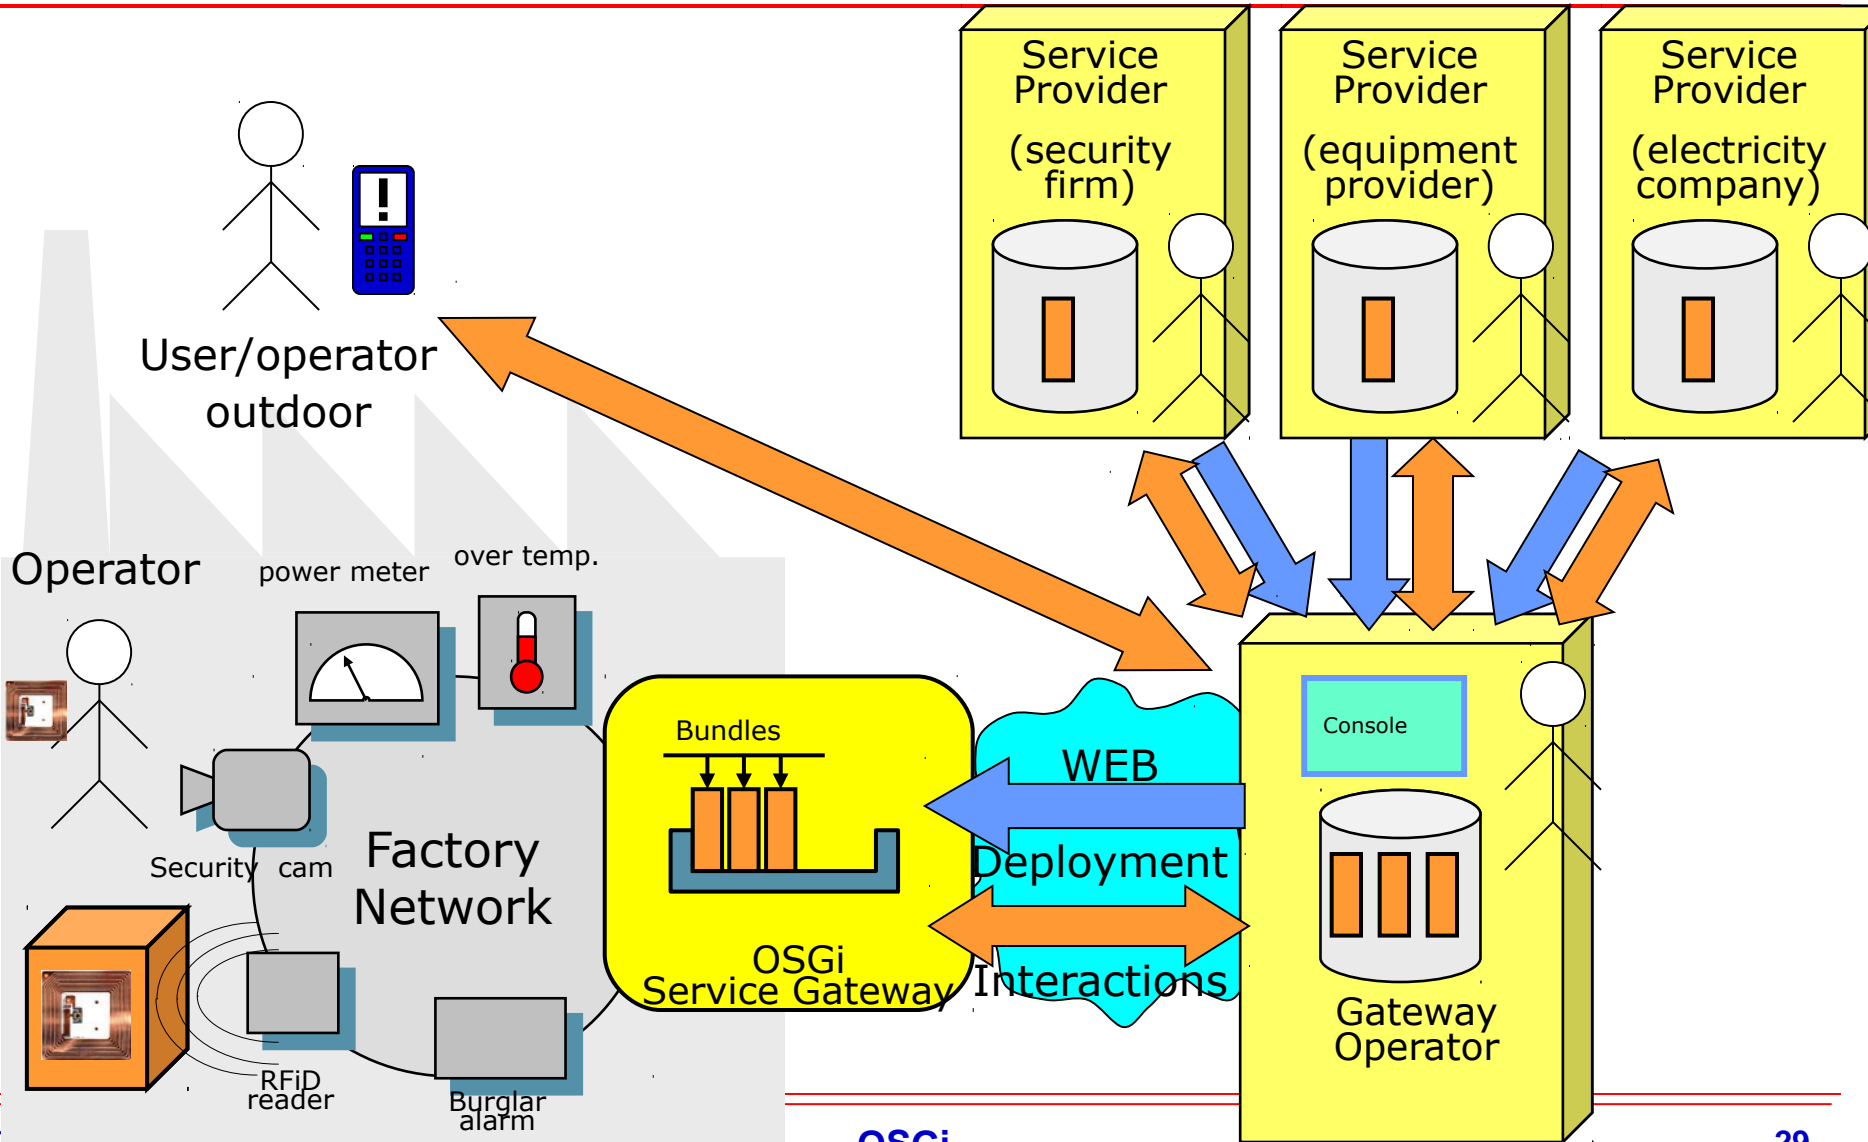 Service
Provider
(security
firm)
Service
Provider
(equipment
provider)
Service
Provider
(electricity
company)
!
User/operator
outdoor
Operator
power meter
over temp.
Bundles
WEB
Console
Security cam
Factory
Network
Deployment
OSGi
Service Gateway
Interactions
Gateway
Operator
RFiD
reader
Burglar
alarm
OSGi
29